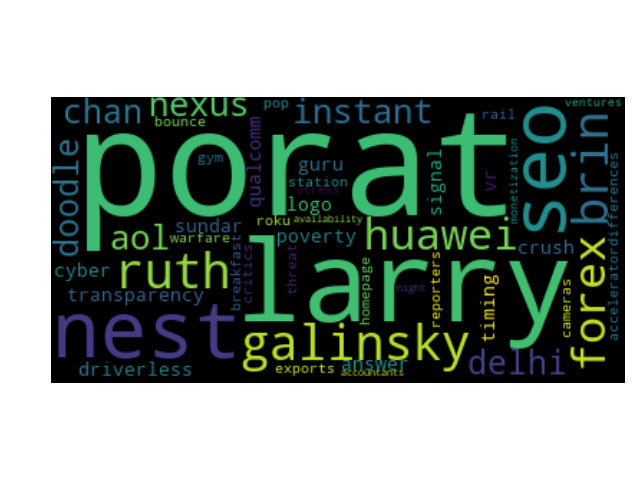 chan
nexus
pop
instant
rail
ventures
bounce
doodle
porat
seo
brin
gym
qualcomm
guru
station
stress
logo
signal
vr
monetization
differences
sundar
roku
availability
aol
warfare
poverty
huawei
crush
cyber
ruth
breakfast
critics
threat
larry
homepage
reporters
timing
forex
cameras
accelerator
transparency
night
nest
galinsky
delhi
driverless
exports
answer
accountants